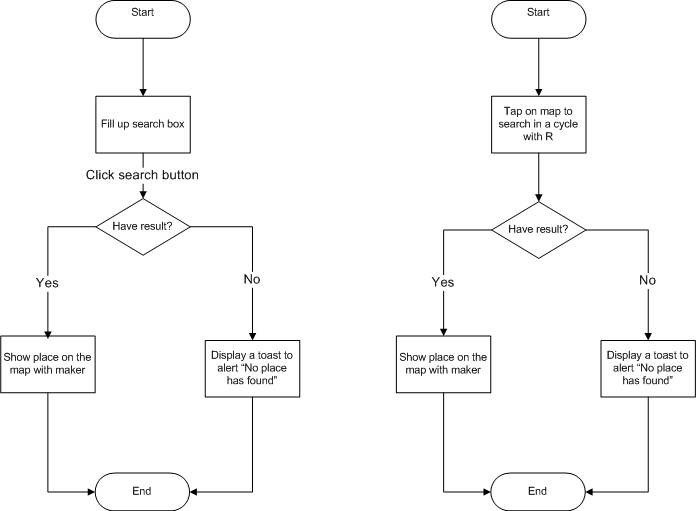 Start
Fill up search box
Click search button
Have result?
Yes
No
Show place on the
map with maker
Display a toast to
alert “No place
has found”
End
Start
Tap on map to
search in a cycle
with R
Have result?
Yes
No
Show place on the
map with maker
Display a toast to
alert “No place
has found”
End